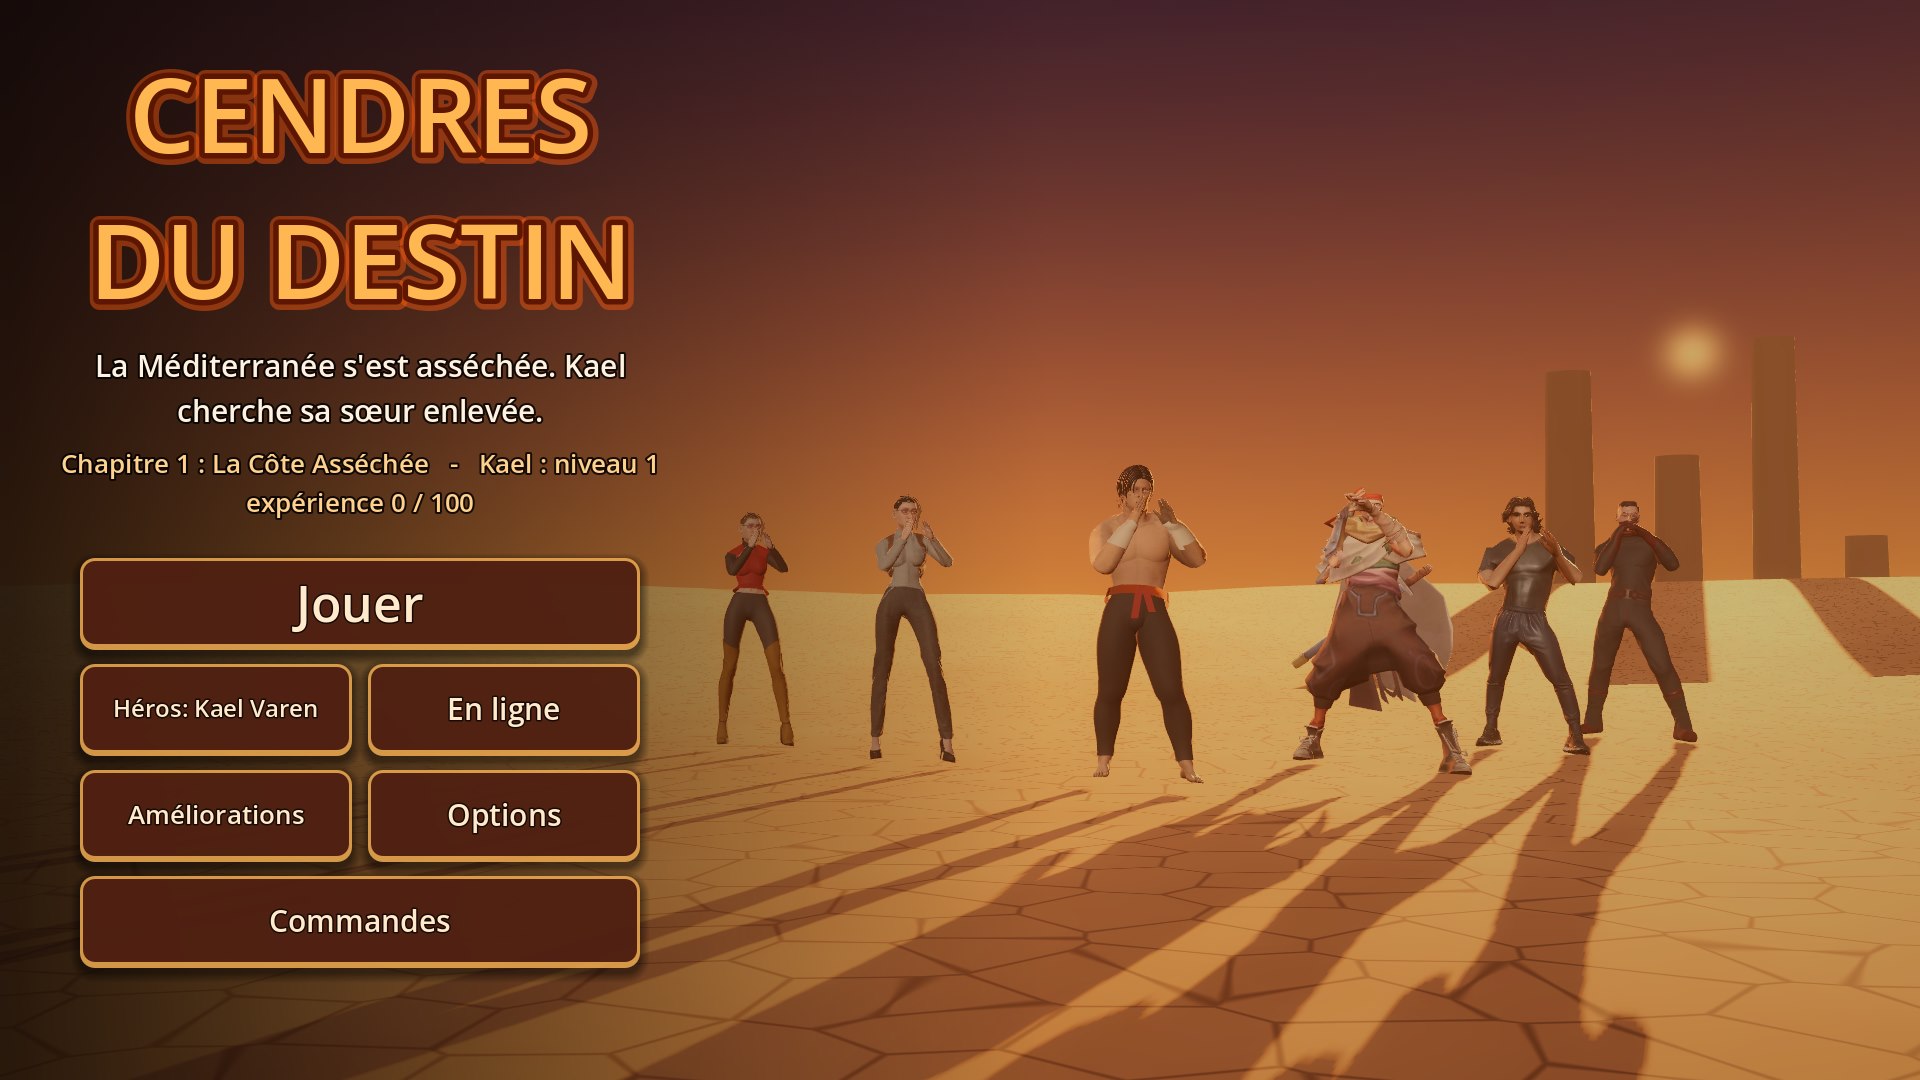 CENDRES
DU DESTIN
La Méditerranée s'est asséchée. Kael
cherche sa sœur enlevée.
Chapitre 1 : La Côte Asséchée - Kael : niveau 1
expérience 0 / 100
Jouer
Héros: Kael Varen
En ligne
Améliorations
Options
Commandes